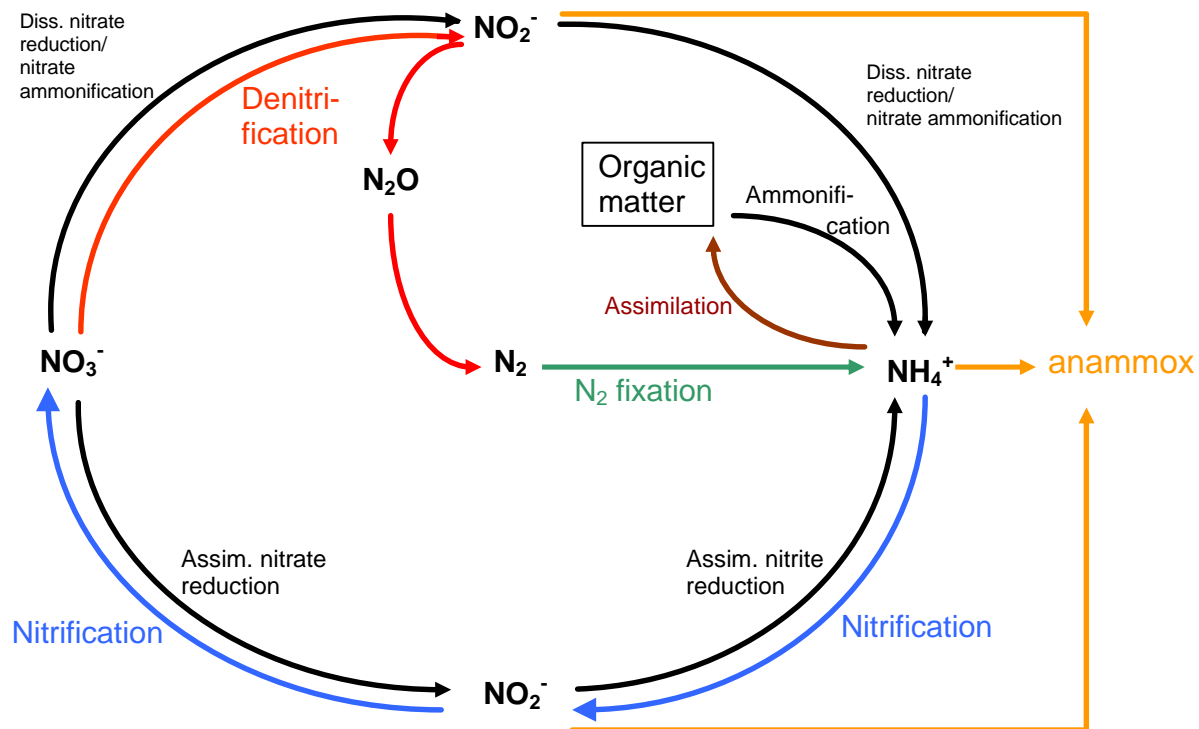 Diss. nitrate
reduction/
nitrate
ammonification
NO₂⁻
Denitri-
fication
Diss. nitrate
reduction/
nitrate ammonification
N₂O
Organic
matter
Ammonifi-
cation
Assimilation
NO₃⁻
N₂
N₂ fixation
NH₄⁺
anammox
Assim. nitrate
reduction
Assim. nitrite
reduction
Nitrification
Nitrification
NO₂⁻